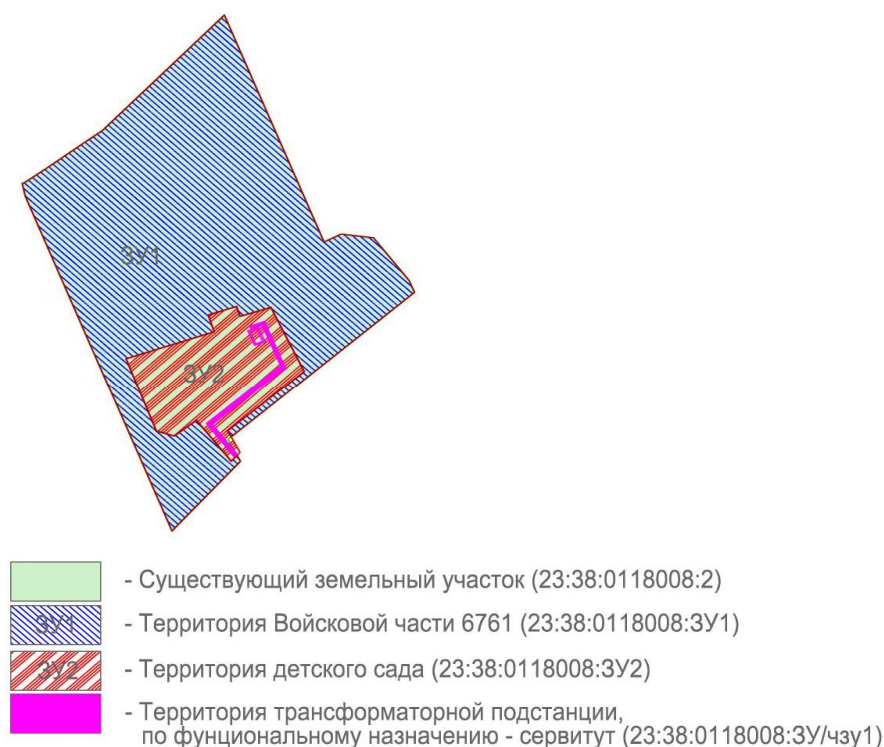 ЗУ1
ЗУ2
- Существующий земельный участок (23:38:0118008:2)
ЗУ1 - Территория Войсковой части 6761 (23:38:0118008:ЗУ1)
ЗУ2 - Территория детского сада (23:38:0118008:ЗУ2)
- Территория трансформаторной подстанции,
по фунциональному назначению - сервитут (23:38:0118008:ЗУ/чзу1)